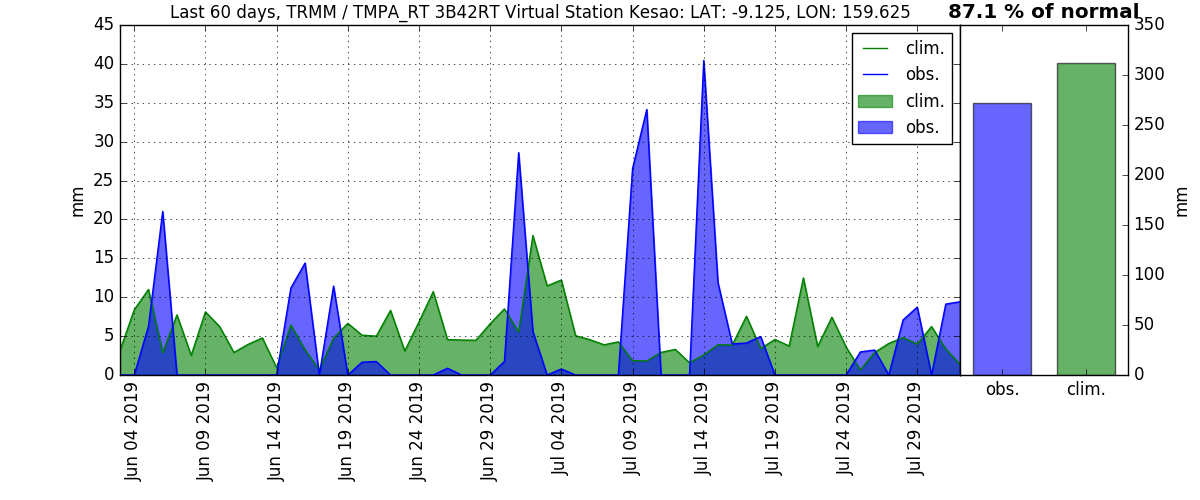 Last 60 days, TRMM / TMPA_RT 3B42RT Virtual Station Kesao: LAT: -9.125, LON: 159.625
87.1 % of normal
45
40
35
30
25
20
15
10
5
0
mm
clim.
obs.
clim.
obs.
350
300
250
200
150
100
50
0
mm
Jun 04 2019
Jun 09 2019
Jun 14 2019
Jun 19 2019
Jun 24 2019
Jun 29 2019
Jul 04 2019
Jul 09 2019
Jul 14 2019
Jul 19 2019
Jul 24 2019
Jul 29 2019
obs.
clim.